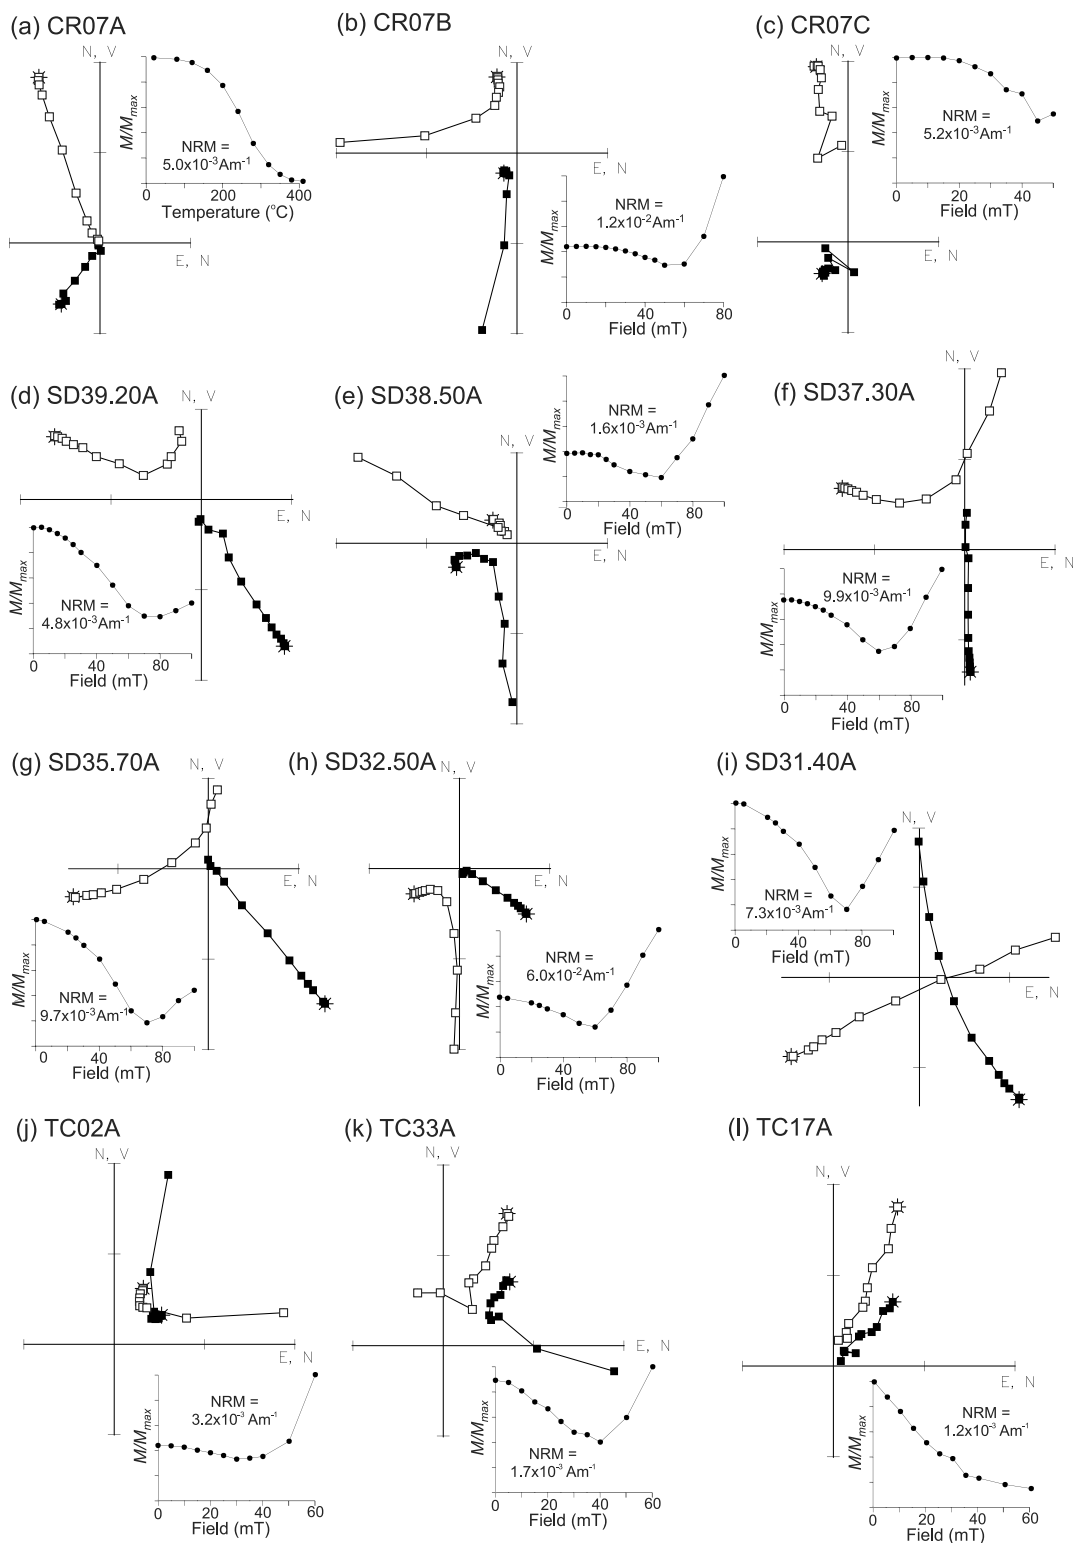 (a) CR07A
N, V
E, N
M/Mmax
NRM =
5.0x10⁻³Am⁻¹
0 200 400
Temperature (°C)
(b) CR07B
N, V
E, N
M/Mmax
NRM =
1.2x10⁻²Am⁻¹
0 40 80
Field (mT)
(c) CR07C
N, V
E, N
M/Mmax
NRM =
5.2x10⁻³Am⁻¹
0 20 40
Field (mT)
(d) SD39.20A
N, V
E, N
M/Mmax
NRM =
4.8x10⁻³Am⁻¹
0 40 80
Field (mT)
(e) SD38.50A
N, V
E, N
M/Mmax
NRM =
1.6x10⁻³Am⁻¹
0 40 80
Field (mT)
(f) SD37.30A
N, V
E, N
M/Mmax
NRM =
9.9x10⁻³Am⁻¹
0 40 80
Field (mT)
(g) SD35.70A
N, V
E, N
M/Mmax
NRM =
9.7x10⁻³Am⁻¹
0 40 80
Field (mT)
(h) SD32.50A
N, V
E, N
M/Mmax
NRM =
6.0x10⁻²Am⁻¹
0 40 80
Field (mT)
(i) SD31.40A
N, V
E, N
M/Mmax
NRM =
7.3x10⁻³Am⁻¹
0 40 80
Field (mT)
(j) TC02A
N, V
E, N
M/Mmax
NRM =
3.2x10⁻³ Am⁻¹
0 20 40 60
Field (mT)
(k) TC33A
N, V
E, N
M/Mmax
NRM =
1.7x10⁻³ Am⁻¹
0 20 40 60
Field (mT)
(l) TC17A
N, V
E, N
M/Mmax
NRM =
1.2x10⁻³ Am⁻¹
0 20 40 60
Field (mT)